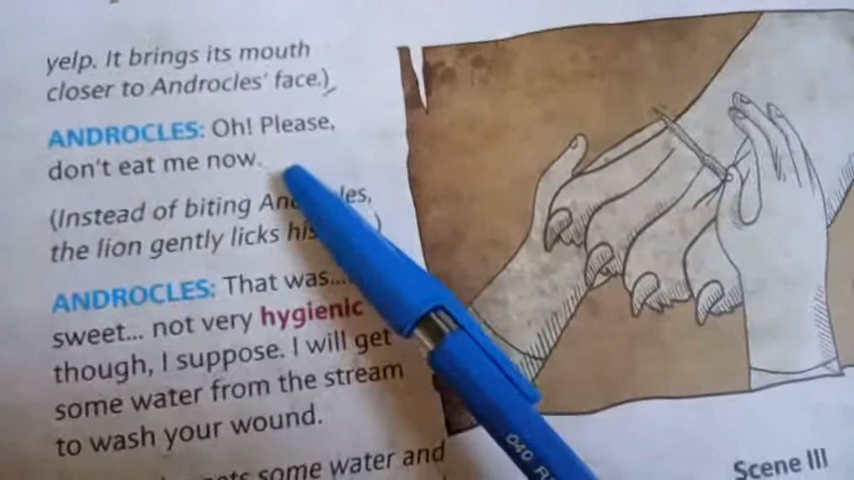 yelp. It brings its mouth
closer to Androcles' face.)
ANDROCLES: Oh! Please,
don't eat me now.
(Instead of biting
the lion gently licks
ANDROCLES: That was...
sweet... not very hygienic
though, I suppose. I will get
some water from the stream
to wash your wound.
some water and
Scene III
040